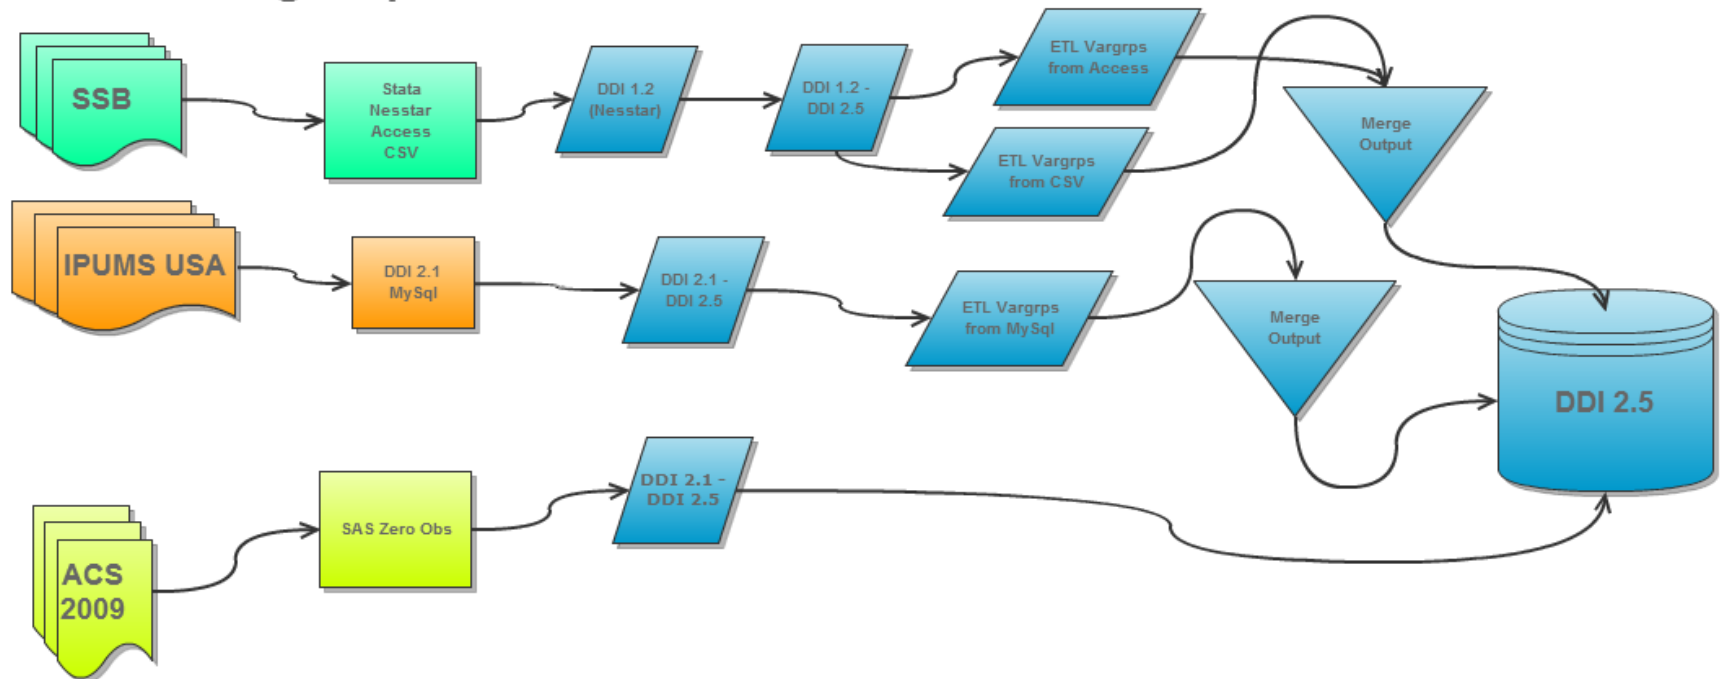 SSB
Stata
Nesstar
Access
CSV
DDI 1.2
(Nesstar)
DDI 1.2 -
DDI 2.5
ETL Vargrps
from Access
ETL Vargrps
from CSV
Merge
Output
IPUMS USA
DDI 2.1
MySql
DDI 2.1 -
DDI 2.5
ETL Vargrps
from MySql
Merge
Output
DDI 2.5
ACS
2009
SAS Zero Obs
DDI 2.1 -
DDI 2.5